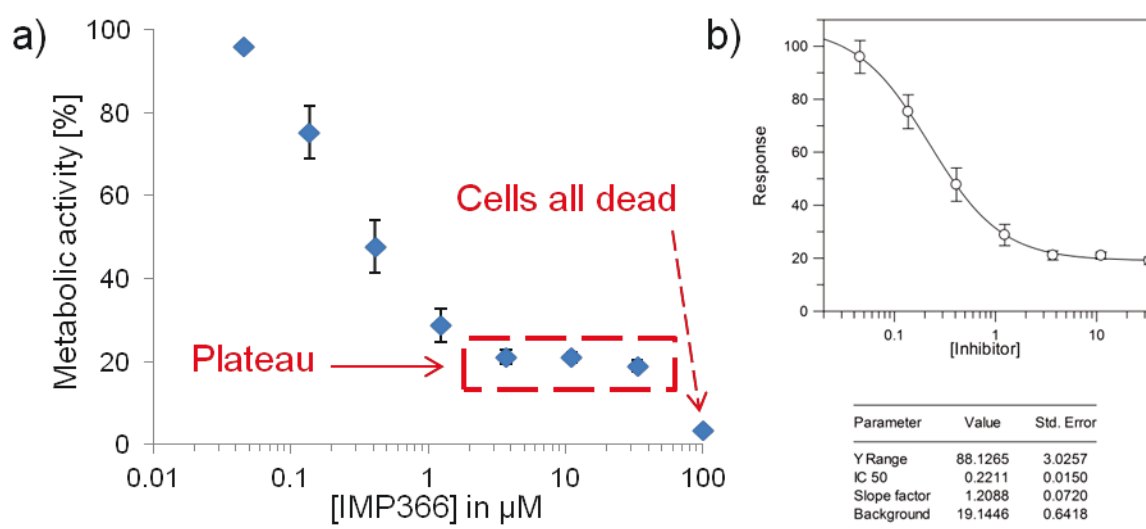 a)
100
80
60
40
20
0
Metabolic activity [%]
Cells all dead
Plateau
0.01
0.1
1
10
100
[IMP366] in µM
b)
100
80
60
40
20
0
Response
0.1
1
10
[Inhibitor]
Parameter Value Std. Error
Y Range 88.1265 3.0257
IC 50 0.2211 0.0150
Slope factor 1.2088 0.0720
Background 19.1446 0.6418